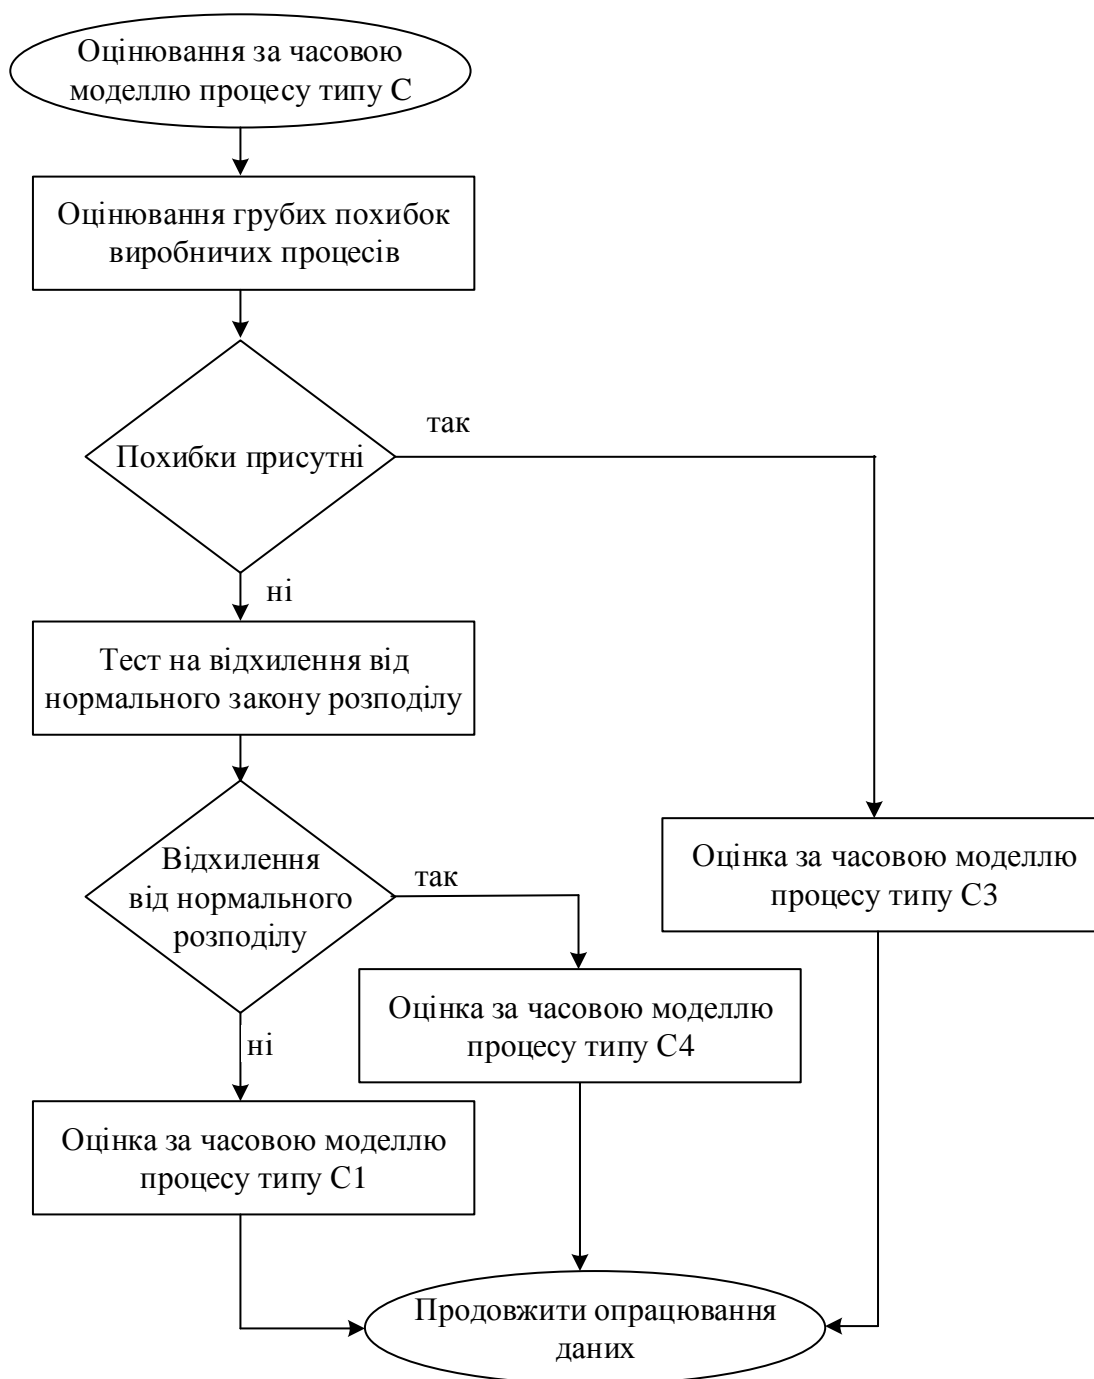 Оцінювання за часовою
моделлю процесу типу С
Оцінювання грубих похибок
виробничих процесів
так
Похибки присутні
ні
Тест на відхилення від
нормального закону розподілу
Відхилення
від нормального
розподілу
так
Оцінка за часовою моделлю
процесу типу С3
Оцінка за часовою моделлю
процесу типу С4
ні
Оцінка за часовою моделлю
процесу типу С1
Продовжити опрацювання
даних